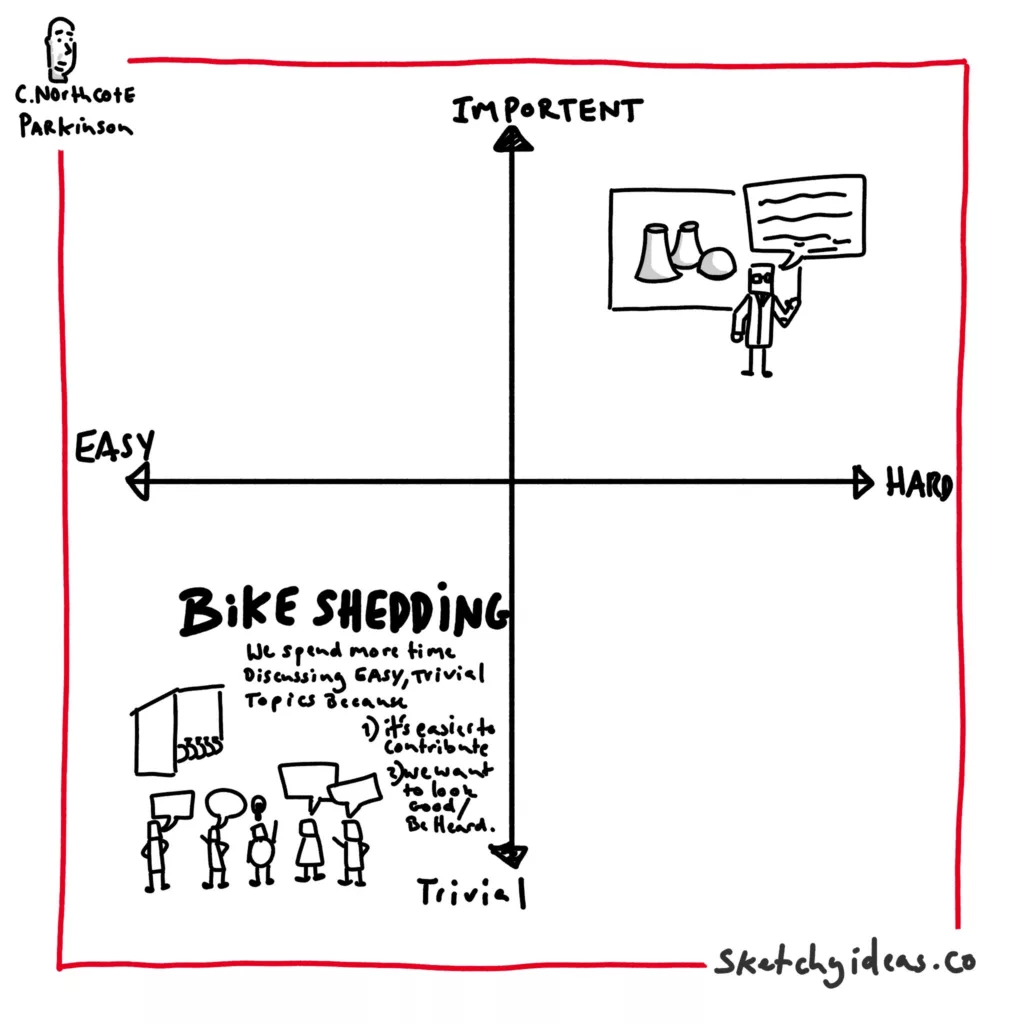 C. NorthcotE
PARkinson
IMPORTENT
EASY
HARD
BiKE SHEDDiNG
We spend more time
Discussing EASY, Trivial
Topics Because
1) it's easier to
contribute
2) we want
to look
Good/
Be Heard.
Trivial
Sketchyideas.co